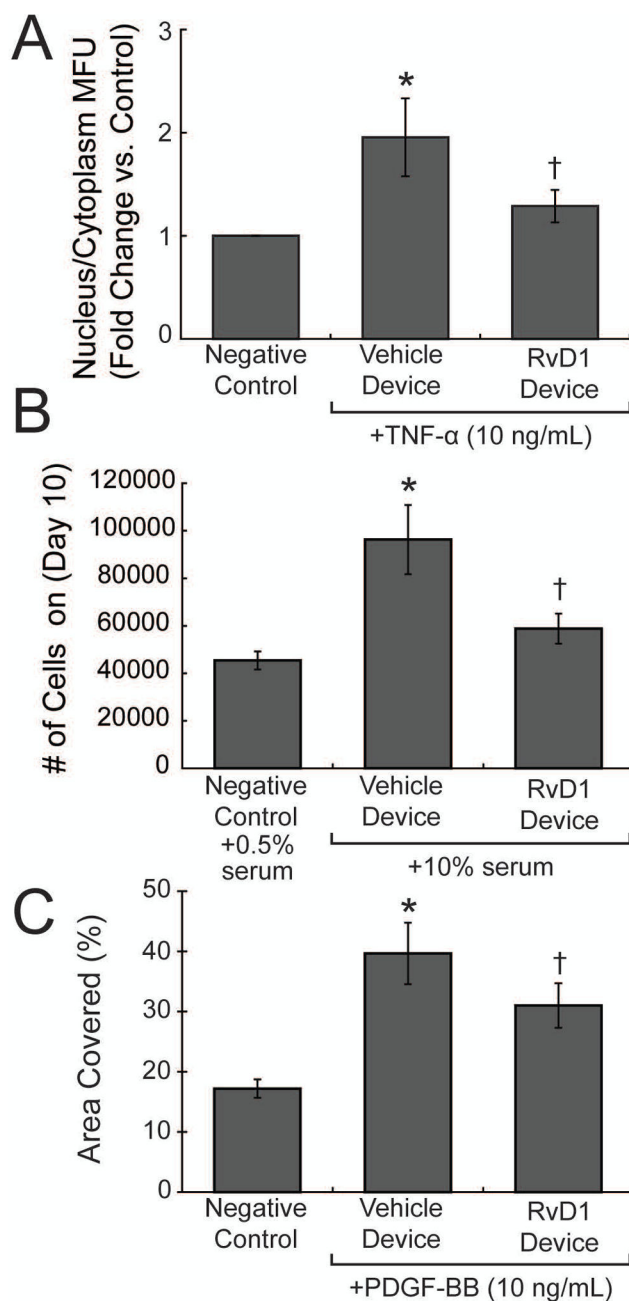 A
Nucleus/Cytoplasm MFU
(Fold Change vs. Control)
3
2
1
0
*
†
Negative
Control
Vehicle
Device
RvD1
Device
+TNF-α (10 ng/mL)
B
# of Cells on (Day 10)
120000
100000
80000
60000
40000
20000
0
*
†
Negative
Control
+0.5%
serum
Vehicle
Device
RvD1
Device
+10% serum
C
Area Covered (%)
50
40
30
20
10
0
*
†
Negative
Control
Vehicle
Device
RvD1
Device
+PDGF-BB (10 ng/mL)